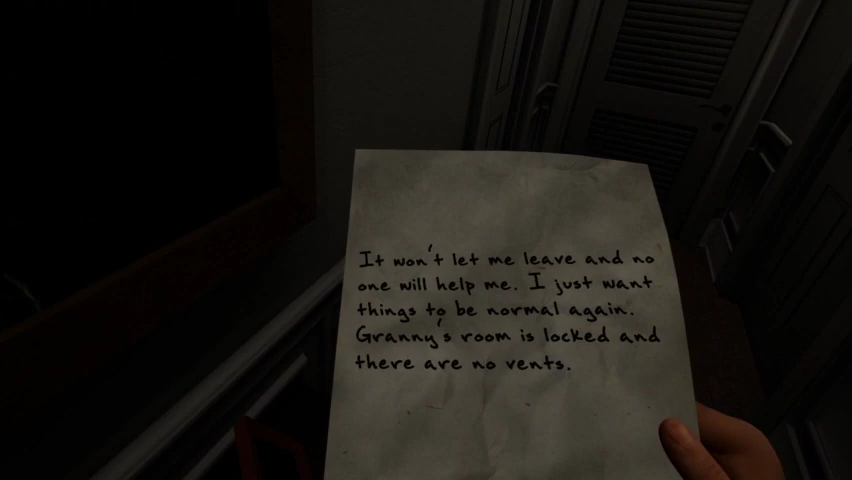 It won't let me leave and no
one will help me. I just want
things to be normal again.
Granny's room is locked and
there are no vents.